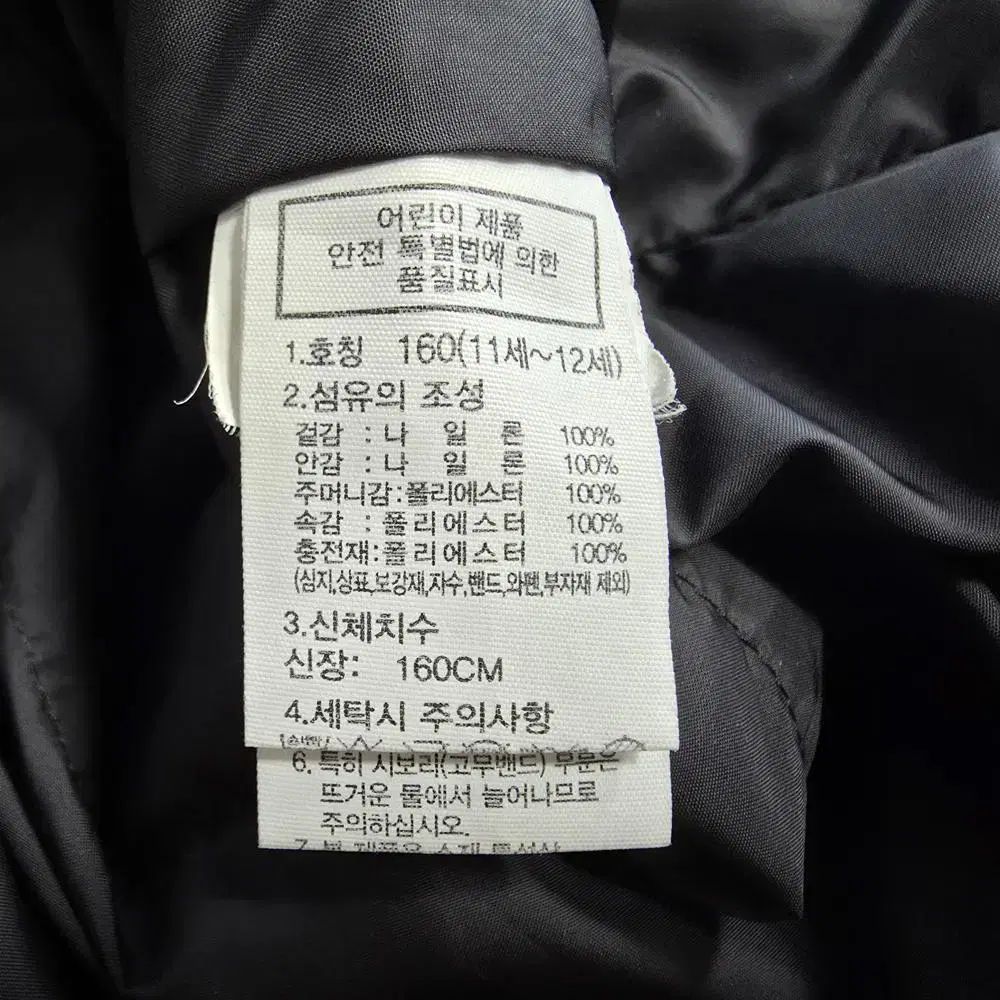 어린이 제품
안전 특별법에 의한
품질표시
1.호칭 160(11세~12세)
2.섬유의 조성
겉감 : 나 일 론 100%
안감 : 나 일 론 100%
주머니감:폴리에스터 100%
속감 : 폴리에스터 100%
충전재:폴리에스터 100%
(심지,상표,보강재,자수,밴드,와펜,부자재 제외)
3.신체치수
신장: 160CM
4.세탁시 주의사항
6. 특히 시보리(고무밴드) 부분은
뜨거운 물에서 늘어나므로
주의하십시오.